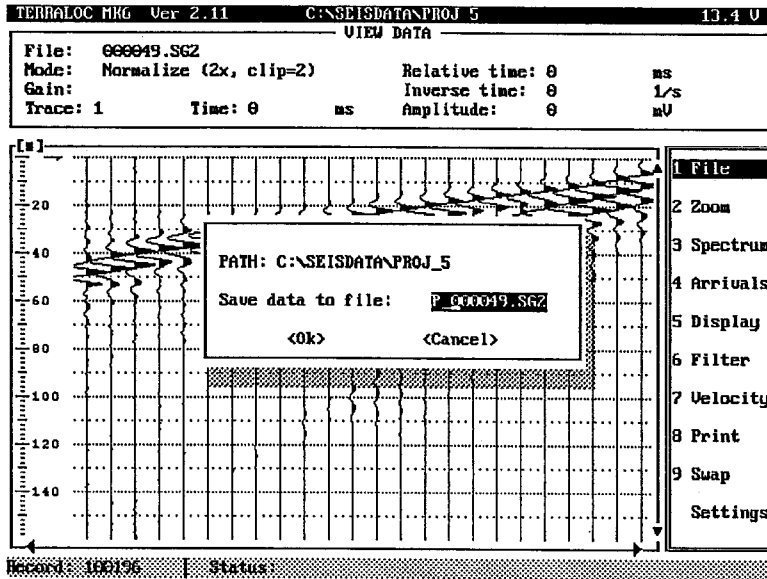 TERRALOC MK6 Ver 2.11 C:\SEISDATA\PROJ_5 13.4 V
VIEW DATA
File: 000049.SG2
Mode: Normalize (2x, clip=2) Relative time: 0 ms
Gain: Inverse time: 0 1/s
Trace: 1 Time: 0 ms Amplitude: 0 mV
[m]
1 File
20
2 Zoom
3 Spectrum
40
PATH: C:\SEISDATA\PROJ_5
4 Arrivals
60
Save data to file: P_000049.SG2
5 Display
80
<Ok> <Cancel>
6 Filter
100
7 Velocity
120
8 Print
9 Swap
140
Settings
Record: 100196 Status: